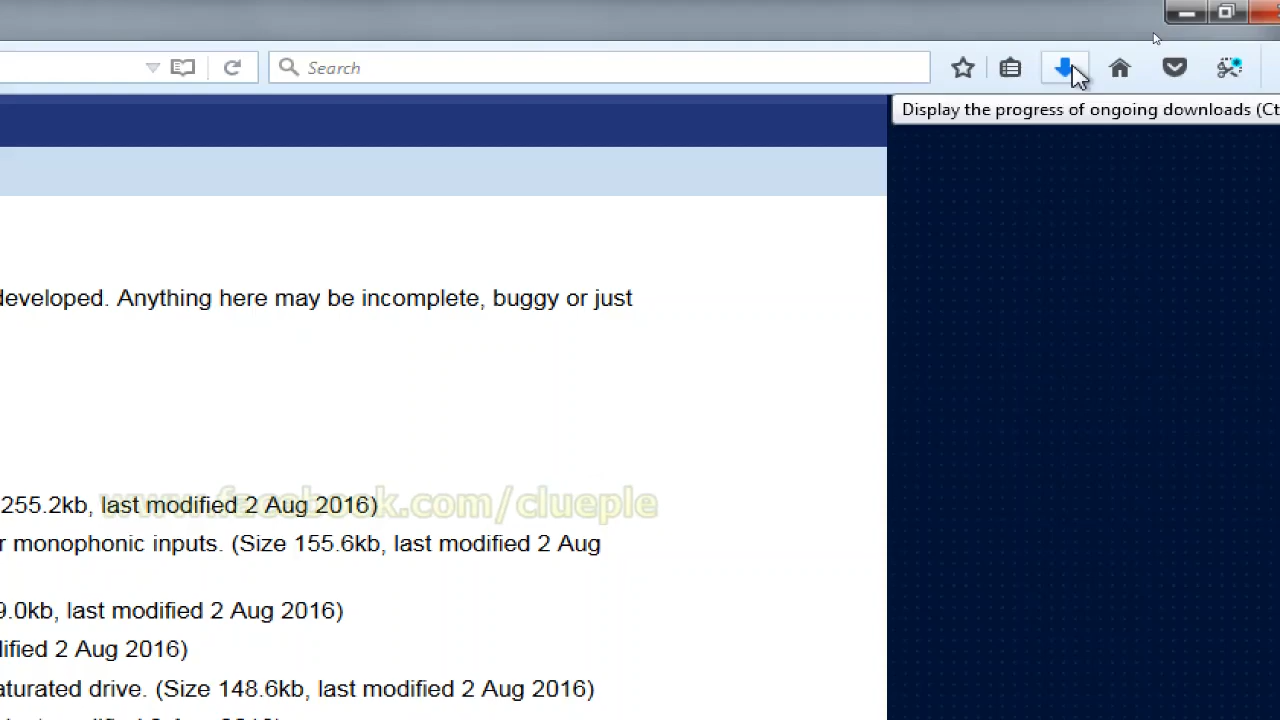 Search
Display the progress of ongoing downloads (Ct
developed. Anything here may be incomplete, buggy or just
255.2kb, last modified 2 Aug 2016)
www.facebook.com/clueple
r monophonic inputs. (Size 155.6kb, last modified 2 Aug
9.0kb, last modified 2 Aug 2016)
dified 2 Aug 2016)
aturated drive. (Size 148.6kb, last modified 2 Aug 2016)